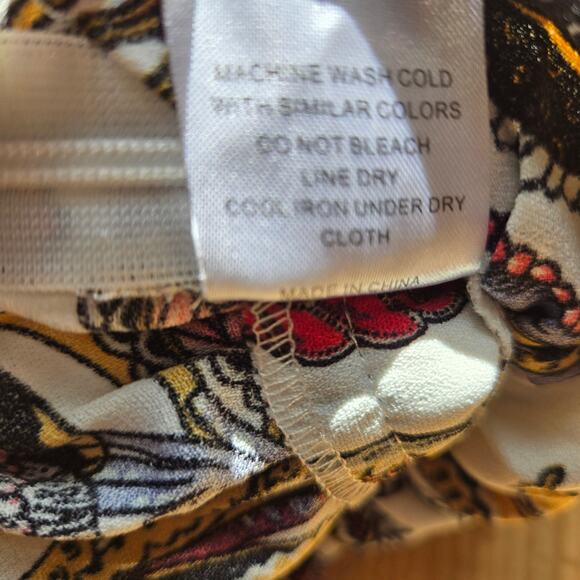 MACHINE WASH COLD
WITH SIMILAR COLORS
DO NOT BLEACH
LINE DRY
COOL IRON UNDER DRY
CLOTH
MADE IN CHINA